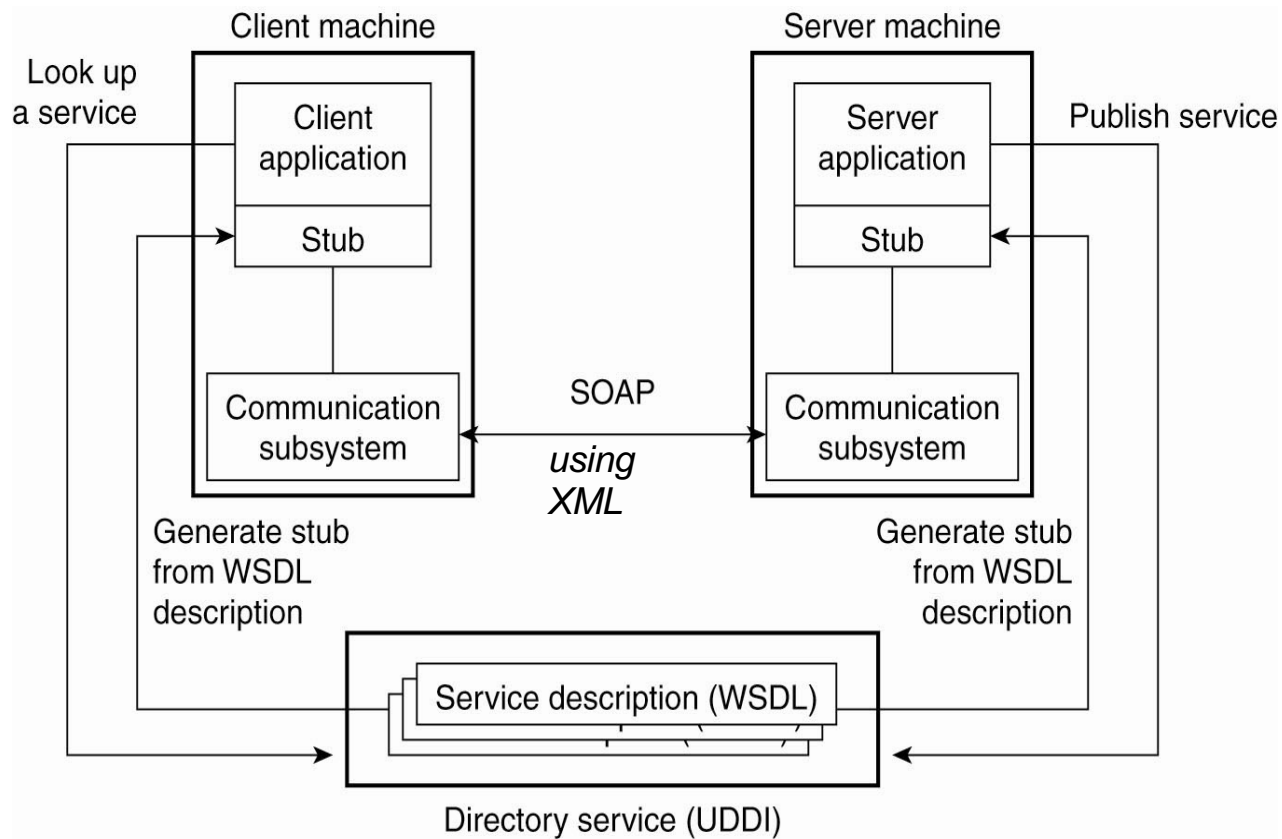 Client machine
Server machine
Look up
a service
Client
application
Stub
Communication
subsystem
Server
application
Stub
Communication
subsystem
Publish service
SOAP
using
XML
Generate stub
from WSDL
description
Generate stub
from WSDL
description
Service description (WSDL)
Directory service (UDDI)